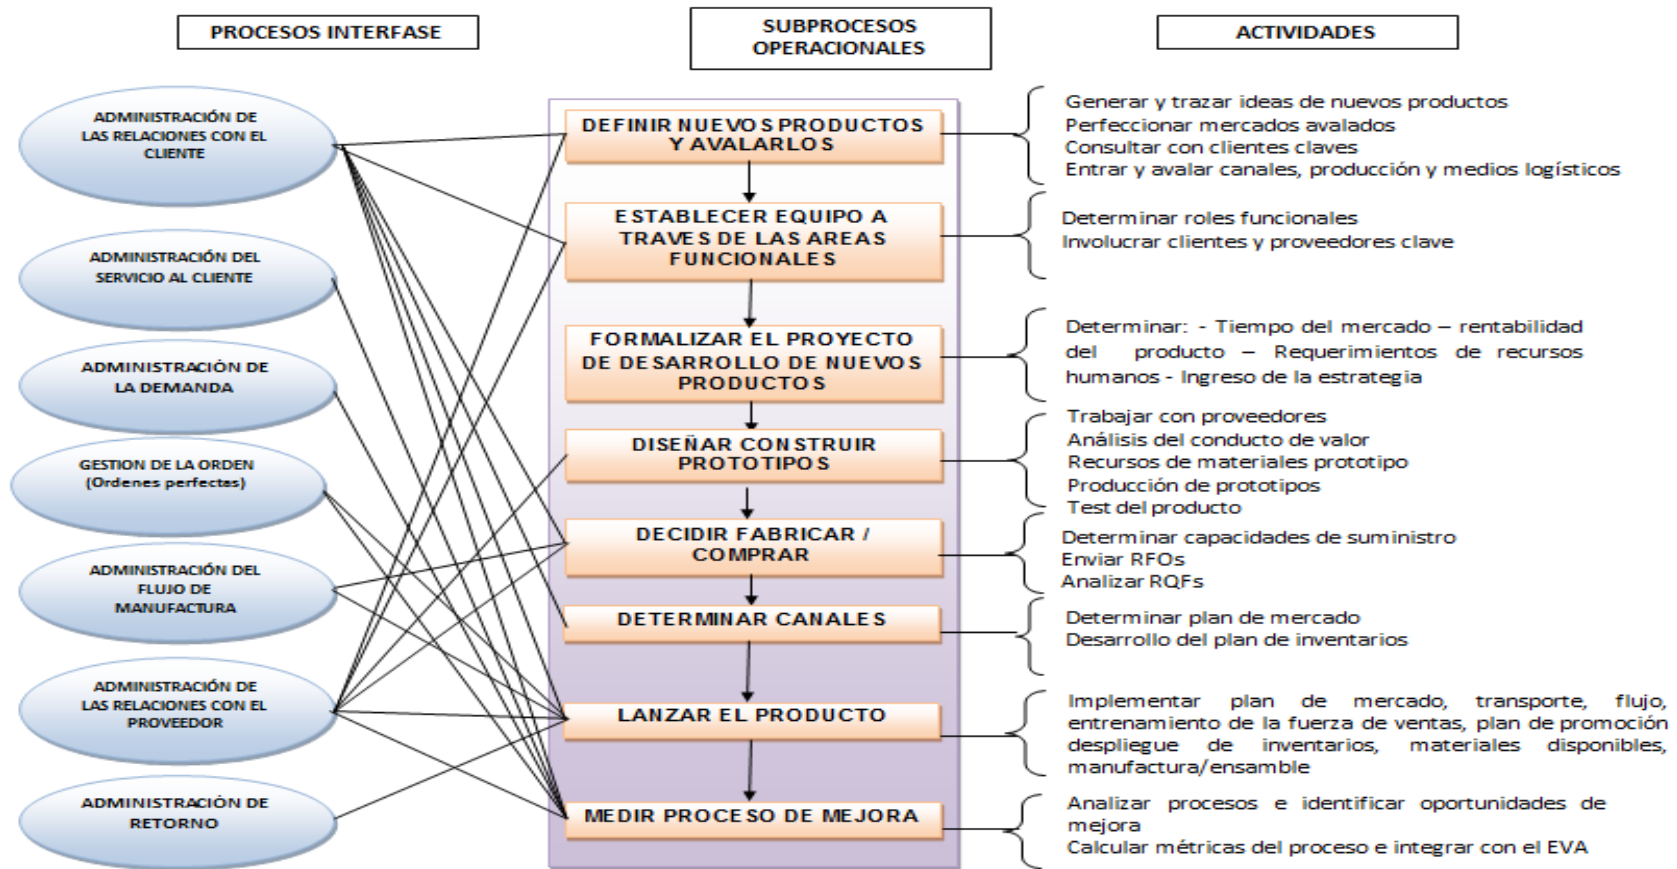 PROCESOS INTERFASE
SUBPROCESOS
OPERACIONALES
ACTIVIDADES
ADMINISTRACIÓN DE
LAS RELACIONES CON EL
CLIENTE
ADMINISTRACIÓN DEL
SERVICIO AL CLIENTE
ADMINISTRACIÓN DE
LA DEMANDA
GESTION DE LA ORDEN
(Ordenes perfectas)
ADMINISTRACIÓN DEL
FLUJO DE
MANUFACTURA
ADMINISTRACIÓN DE
LAS RELACIONES CON EL
PROVEEDOR
ADMINISTRACIÓN DE
RETORNO
DEFINIR NUEVOS PRODUCTOS
Y AVALARLOS
ESTABLECER EQUIPO A
TRAVES DE LAS AREAS
FUNCIONALES
FORMALIZAR EL PROYECTO
DE DESARROLLO DE NUEVOS
PRODUCTOS
DISEÑAR CONSTRUIR
PROTOTIPOS
DECIDIR FABRICAR /
COMPRAR
DETERMINAR CANALES
LANZAR EL PRODUCTO
MEDIR PROCESO DE MEJORA
Generar y trazar ideas de nuevos productos
Perfeccionar mercados avalados
Consultar con clientes claves
Entrar y avalar canales, producción y medios logísticos
Determinar roles funcionales
Involucrar clientes y proveedores clave
Determinar: - Tiempo del mercado – rentabilidad
del producto – Requerimientos de recursos
humanos - Ingreso de la estrategia
Trabajar con proveedores
Análisis del conducto de valor
Recursos de materiales prototipo
Producción de prototipos
Test del producto
Determinar capacidades de suministro
Enviar RFOs
Analizar RQFs
Determinar plan de mercado
Desarrollo del plan de inventarios
Implementar plan de mercado, transporte, flujo,
entrenamiento de la fuerza de ventas, plan de promoción
despliegue de inventarios, materiales disponibles,
manufactura/ensamble
Analizar procesos e identificar oportunidades de
mejora
Calcular métricas del proceso e integrar con el EVA